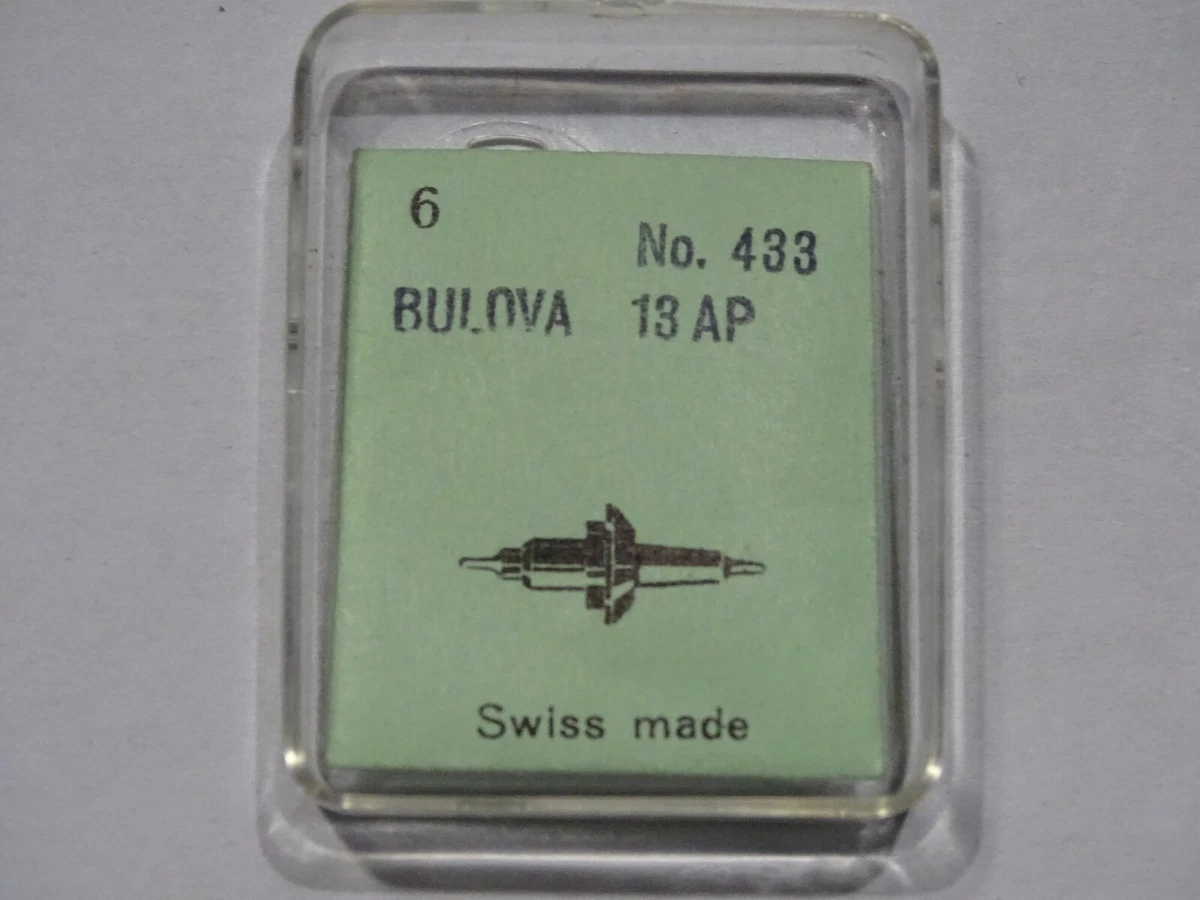 6
No. 433
BULOVA 13 AP
Swiss made